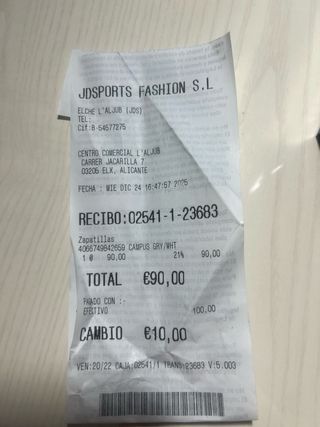 JDSPORTS FASHION S.L
ELCHE L'ALJUB (JDS)
TEL:
Cif:B-54577275
CENTRO COMERCIAL L'ALJUB
CARRER JACARILLA 7
03205 ELX, ALICANTE
FECHA : MIE DIC 24 16:47:57 2025
RECIBO:02541-1-23683
Zapatillas
4066749842659 CAMPUS GRY/WHT
1 @ 90,00 21% 90,00
TOTAL €90,00
PAGADO CON :-
EFECTIVO 100.00
CAMBIO €10,00
VEN:20/22 CAJA:02541/1 TRANS:23683 V:5.003